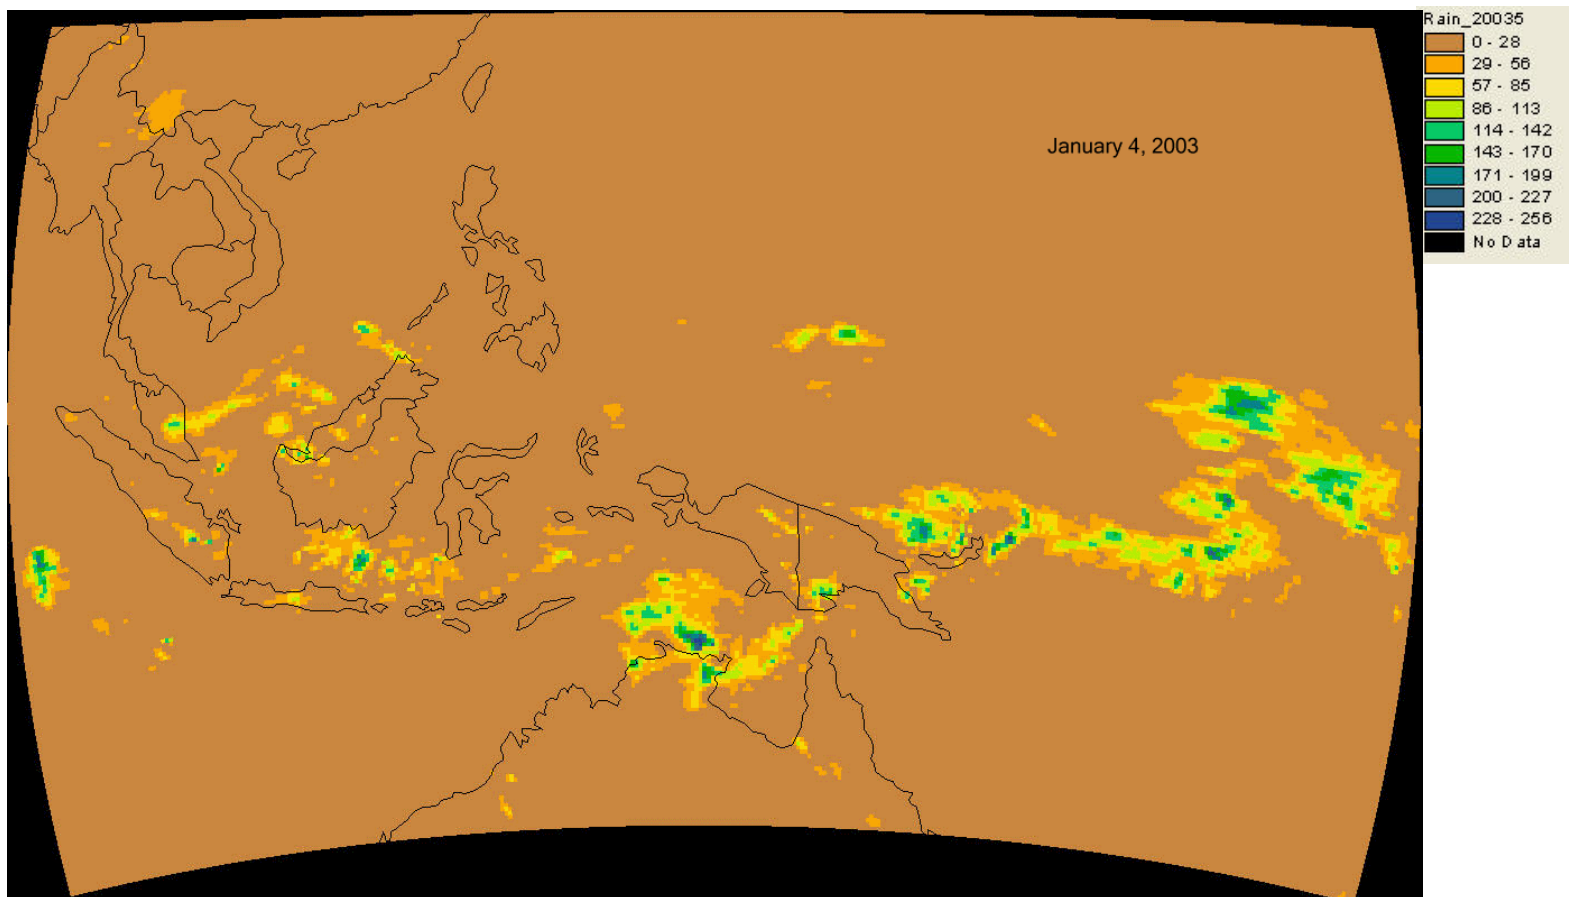 January 4, 2003
Rain_20035
0 - 28
29 - 56
57 - 85
86 - 113
114 - 142
143 - 170
171 - 199
200 - 227
228 - 256
No Data